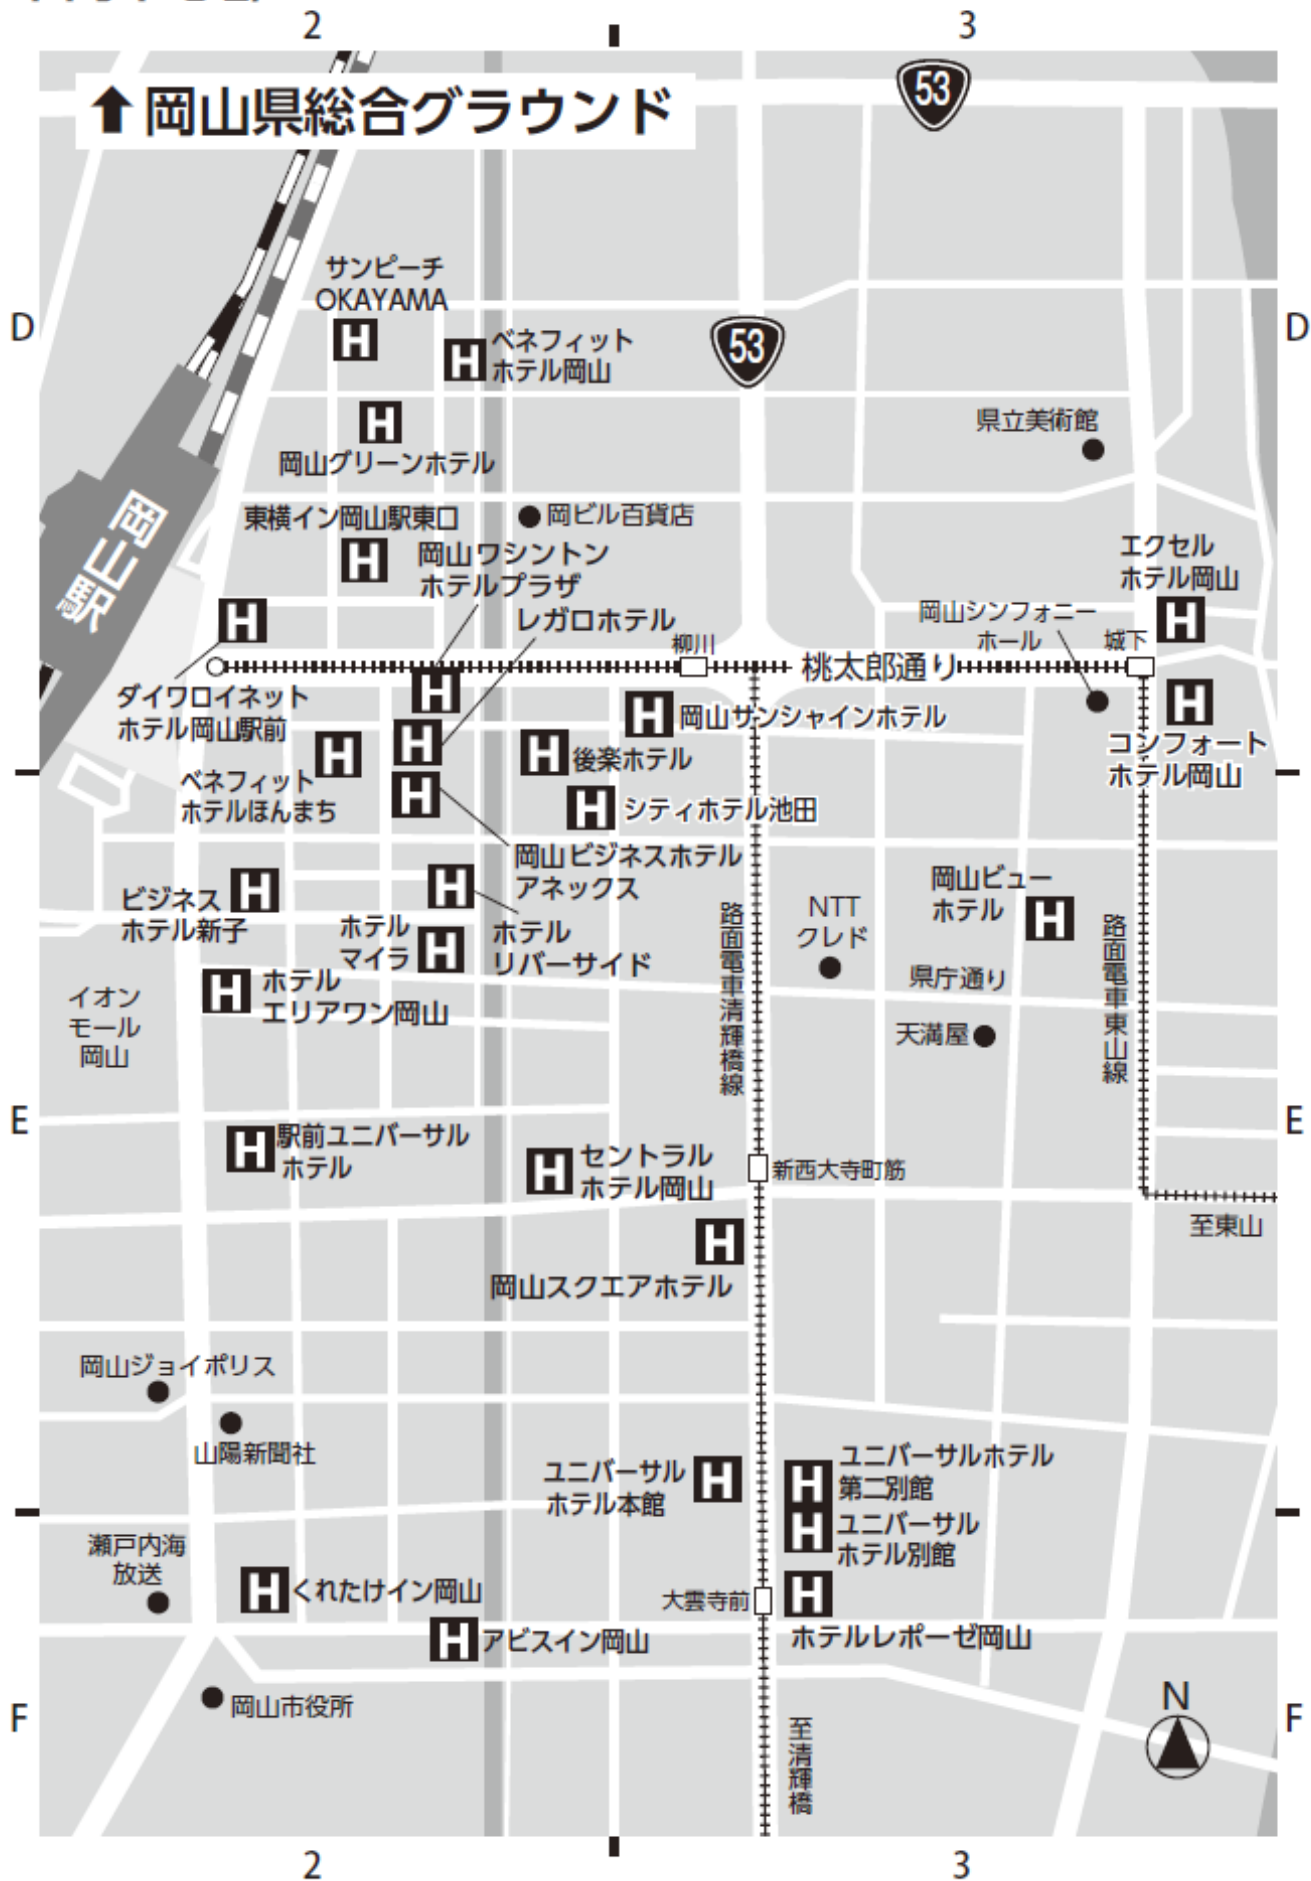 2
3
↑岡山県総合グラウンド
53
サンピーチ
OKAYAMA
H
D
D
53
H
ベネフィット
ホテル岡山
H
岡山グリーンホテル
県立美術館
岡山駅
東横イン岡山駅東口
H
岡ビル百貨店
岡山ワシントン
ホテルプラザ
エクセル
ホテル岡山
H
H
レガロホテル
岡山シンフォニー
ホール
柳川
城下
桃太郎通り
ダイワロイネット
ホテル岡山駅前
H
H
岡山サンシャインホテル
H
コンフォート
ホテル岡山
H
ベネフィット
ホテルほんまち
H
H
後楽ホテル
H
H
シティホテル池田
岡山ビジネスホテル
アネックス
ビジネス
ホテル新子
H
H
ホテル
リバーサイド
ホテル
マイラ
H
路面電車清輝橋線
NTT
クレド
岡山ビュー
ホテル
H
路面電車東山線
県庁通り
イオン
モール
岡山
H
ホテル
エリアワン岡山
天満屋
E
E
H
駅前ユニバーサル
ホテル
H
セントラル
ホテル岡山
新西大寺町筋
至東山
H
岡山スクエアホテル
岡山ジョイポリス
山陽新聞社
ユニバーサル
ホテル本館
H
H
ユニバーサルホテル
第二別館
H
ユニバーサル
ホテル別館
瀬戸内海
放送
H
くれたけイン岡山
大雲寺前
H
ホテルレポーゼ岡山
H
アビスイン岡山
岡山市役所
F
F
至清輝橋
N
2
3